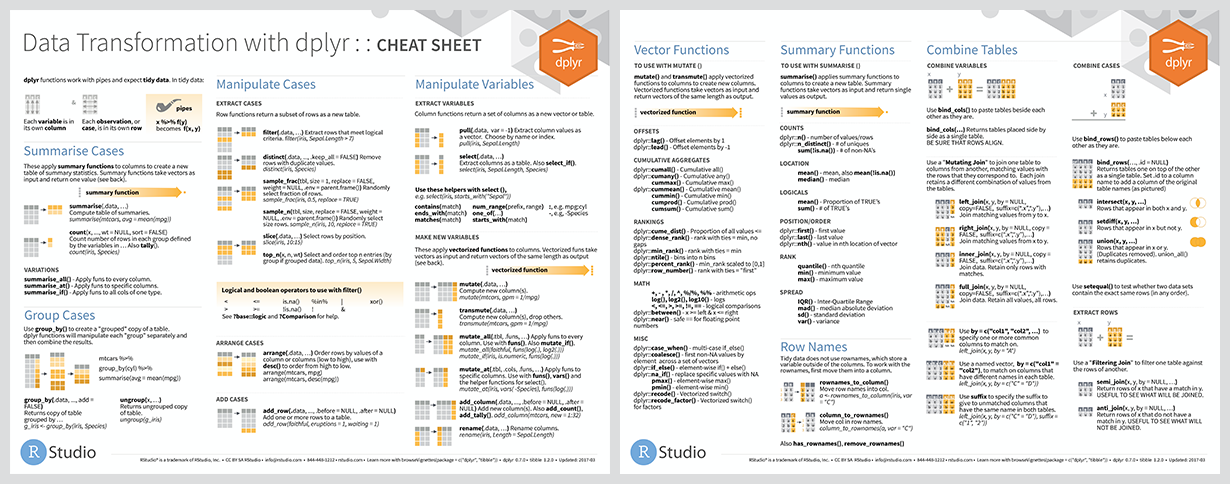 Data Transformation with dplyr : : CHEAT SHEET
dplyr
dplyr functions work with pipes and expect tidy data. In tidy data:
&
pipes
Each variable is in
its own column
Each observation, or
case, is in its own row
x %>% f(y)
becomes f(x, y)
Summarise Cases
These apply summary functions to columns to create a new
table of summary statistics. Summary functions take vectors as
input and return one value (see back).
summary function
summarise(.data, …)
Compute table of summaries.
summarise(mtcars, avg = mean(mpg))
count(x, ..., wt = NULL, sort = FALSE)
Count number of rows in each group defined
by the variables in … Also tally().
VARIATIONS
summarise_all() - Apply funs to every column.
summarise_at() - Apply funs to specific columns.
summarise_if() - Apply funs to all cols of one type.
Group Cases
Use group_by() to create a "grouped" copy of a table.
dplyr functions will manipulate each "group" separately and
then combine the results.
mtcars %>%
group_by(cyl) %>%
summarise(avg = mean(mpg))
group_by(.data, ..., add =
FALSE)
Returns copy of table
grouped by …
g_iris <- group_by(iris, Species)
ungroup(x, …)
Returns ungrouped copy
of table.
ungroup(g_iris)
Manipulate Cases
EXTRACT CASES
Row functions return a subset of rows as a new table.
filter(.data, …) Extract rows that meet logical
criteria. filter(iris, Sepal.Length > 7)
distinct(.data, ..., .keep_all = FALSE) Remove
rows with duplicate values.
distinct(iris, Species)
sample_frac(tbl, size = 1, replace = FALSE,
weight = NULL, .env = parent.frame()) Randomly
select fraction of rows.
sample_frac(iris, 0.5, replace = TRUE)
sample_n(tbl, size, replace = FALSE, weight =
NULL, .env = parent.frame()) Randomly select
size rows. sample_n(iris, 10, replace = TRUE)
slice(.data, …) Select rows by position.
slice(iris, 10:15)
top_n(x, n, wt) Select and order top n entries (by
group if grouped data). top_n(iris, 5, Sepal.Width)
Logical and boolean operators to use with filter()
< <= is.na() %in% | xor()
> >= !is.na() ! &
See ?base::logic and ?Comparison for help.
ARRANGE CASES
arrange(.data, …) Order rows by values of a
column or columns (low to high), use with
desc() to order from high to low.
arrange(mtcars, mpg)
arrange(mtcars, desc(mpg))
ADD CASES
add_row(.data, ..., .before = NULL, .after = NULL)
Add one or more rows to a table.
add_row(faithful, eruptions = 1, waiting = 1)
Manipulate Variables
EXTRACT VARIABLES
Column functions return a set of columns as a new vector or table.
pull(.data, var = -1) Extract column values as
a vector. Choose by name or index.
pull(iris, Sepal.Length)
select(.data, …)
Extract columns as a table. Also select_if().
select(iris, Sepal.Length, Species)
Use these helpers with select (),
e.g. select(iris, starts_with("Sepal"))
contains(match) num_range(prefix, range) :, e.g. mpg:cyl
ends_with(match) one_of(…) -, e.g, -Species
matches(match) starts_with(match)
MAKE NEW VARIABLES
These apply vectorized functions to columns. Vectorized funs take
vectors as input and return vectors of the same length as output
(see back).
vectorized function
mutate(.data, …)
Compute new column(s).
mutate(mtcars, gpm = 1/mpg)
transmute(.data, …)
Compute new column(s), drop others.
transmute(mtcars, gpm = 1/mpg)
mutate_all(.tbl, .funs, …) Apply funs to every
column. Use with funs(). Also mutate_if().
mutate_all(faithful, funs(log(.), log2(.)))
mutate_if(iris, is.numeric, funs(log(.)))
mutate_at(.tbl, .cols, .funs, …) Apply funs to
specific columns. Use with funs(), vars() and
the helper functions for select().
mutate_at(iris, vars( -Species), funs(log(.)))
add_column(.data, ..., .before = NULL, .after =
NULL) Add new column(s). Also add_count(),
add_tally(). add_column(mtcars, new = 1:32)
rename(.data, …) Rename columns.
rename(iris, Length = Sepal.Length)
R Studio
RStudio® is a trademark of RStudio, Inc. • CC BY SA RStudio • info@rstudio.com • 844-448-1212 • rstudio.com • Learn more with browseVignettes(package = c("dplyr", "tibble")) • dplyr 0.7.0 • tibble 1.2.0 • Updated: 2017-03
Vector Functions
TO USE WITH MUTATE ()
mutate() and transmute() apply vectorized
functions to columns to create new columns.
Vectorized functions take vectors as input and
return vectors of the same length as output.
vectorized function
OFFSETS
dplyr::lag() - Offset elements by 1
dplyr::lead() - Offset elements by -1
CUMULATIVE AGGREGATES
dplyr::cumall() - Cumulative all()
dplyr::cumany() - Cumulative any()
cummax() - Cumulative max()
dplyr::cummean() - Cumulative mean()
cummin() - Cumulative min()
cumprod() - Cumulative prod()
cumsum() - Cumulative sum()
RANKINGS
dplyr::cume_dist() - Proportion of all values <=
dplyr::dense_rank() - rank with ties = min, no
gaps
dplyr::min_rank() - rank with ties = min
dplyr::ntile() - bins into n bins
dplyr::percent_rank() - min_rank scaled to [0,1]
dplyr::row_number() - rank with ties = "first"
MATH
+, -, *, /, ^, %/%, %% - arithmetic ops
log(), log2(), log10() - logs
<, <=, >, >=, !=, == - logical comparisons
dplyr::between() - x >= left & x <= right
dplyr::near() - safe == for floating point
numbers
MISC
dplyr::case_when() - multi-case if_else()
dplyr::coalesce() - first non-NA values by
element across a set of vectors
dplyr::if_else() - element-wise if() + else()
dplyr::na_if() - replace specific values with NA
pmax() - element-wise max()
pmin() - element-wise min()
dplyr::recode() - Vectorized switch()
dplyr::recode_factor() - Vectorized switch()
for factors
Summary Functions
TO USE WITH SUMMARISE ()
summarise() applies summary functions to
columns to create a new table. Summary
functions take vectors as input and return single
values as output.
summary function
COUNTS
dplyr::n() - number of values/rows
dplyr::n_distinct() - # of uniques
sum(!is.na()) - # of non-NA's
LOCATION
mean() - mean, also mean(!is.na())
median() - median
LOGICALS
mean() - Proportion of TRUE's
sum() - # of TRUE's
POSITION/ORDER
dplyr::first() - first value
dplyr::last() - last value
dplyr::nth() - value in nth location of vector
RANK
quantile() - nth quantile
min() - minimum value
max() - maximum value
SPREAD
IQR() - Inter-Quartile Range
mad() - median absolute deviation
sd() - standard deviation
var() - variance
Row Names
Tidy data does not use rownames, which store a
variable outside of the columns. To work with the
rownames, first move them into a column.
rownames_to_column()
Move row names into col.
a <- rownames_to_column(iris, var
= "C")
column_to_rownames()
Move col in row names.
column_to_rownames(a, var = "C")
Also has_rownames(), remove_rownames()
Combine Tables
COMBINE VARIABLES
x y
+ =
Use bind_cols() to paste tables beside each
other as they are.
bind_cols(…) Returns tables placed side by
side as a single table.
BE SURE THAT ROWS ALIGN.
Use a "Mutating Join" to join one table to
columns from another, matching values with
the rows that they correspond to. Each join
retains a different combination of values from
the tables.
left_join(x, y, by = NULL,
copy=FALSE, suffix=c(".x",".y"),…)
Join matching values from y to x.
right_join(x, y, by = NULL, copy =
FALSE, suffix=c(".x",".y"),…)
Join matching values from x to y.
inner_join(x, y, by = NULL, copy =
FALSE, suffix=c(".x",".y"),…)
Join data. Retain only rows with
matches.
full_join(x, y, by = NULL,
copy=FALSE, suffix=c(".x",".y"),…)
Join data. Retain all values, all rows.
Use by = c("col1", "col2", …) to
specify one or more common
columns to match on.
left_join(x, y, by = "A")
Use a named vector, by = c("col1" =
"col2"), to match on columns that
have different names in each table.
left_join(x, y, by = c("C" = "D"))
Use suffix to specify the suffix to
give to unmatched columns that
have the same name in both tables.
left_join(x, y, by = c("C" = "D"), suffix =
c("1", "2"))
COMBINE CASES
x
+ y
Use bind_rows() to paste tables below each
other as they are.
bind_rows(…, .id = NULL)
Returns tables one on top of the other
as a single table. Set .id to a column
name to add a column of the original
table names (as pictured)
intersect(x, y, …)
Rows that appear in both x and y.
setdiff(x, y, …)
Rows that appear in x but not y.
union(x, y, …)
Rows that appear in x or y.
(Duplicates removed). union_all()
retains duplicates.
Use setequal() to test whether two data sets
contain the exact same rows (in any order).
EXTRACT ROWS
x y
+ =
Use a "Filtering Join" to filter one table against
the rows of another.
semi_join(x, y, by = NULL, …)
Return rows of x that have a match in y.
USEFUL TO SEE WHAT WILL BE JOINED.
anti_join(x, y, by = NULL, …)
Return rows of x that do not have a
match in y. USEFUL TO SEE WHAT WILL
NOT BE JOINED.
dplyr
R Studio
RStudio® is a trademark of RStudio, Inc. • CC BY SA RStudio • info@rstudio.com • 844-448-1212 • rstudio.com • Learn more with browseVignettes(package = c("dplyr", "tibble")) • dplyr 0.7.0 • tibble 1.2.0 • Updated: 2017-03